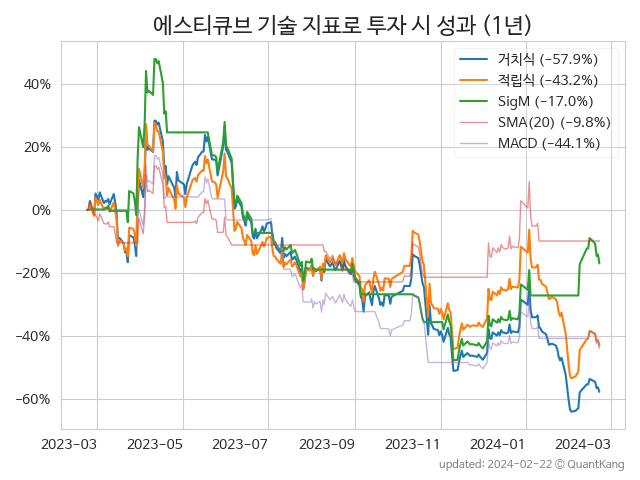 에스티큐브 기술 지표로 투자 시 성과 (1년)
거치식 (−57.9%)
적립식 (−43.2%)
SigM (−17.0%)
SMA(20) (−9.8%)
MACD (−44.1%)
40%
20%
0%
−20%
−40%
−60%
2023-03 2023-05 2023-07 2023-09 2023-11 2024-01 2024-03
updated: 2024-02-22 © QuantKang